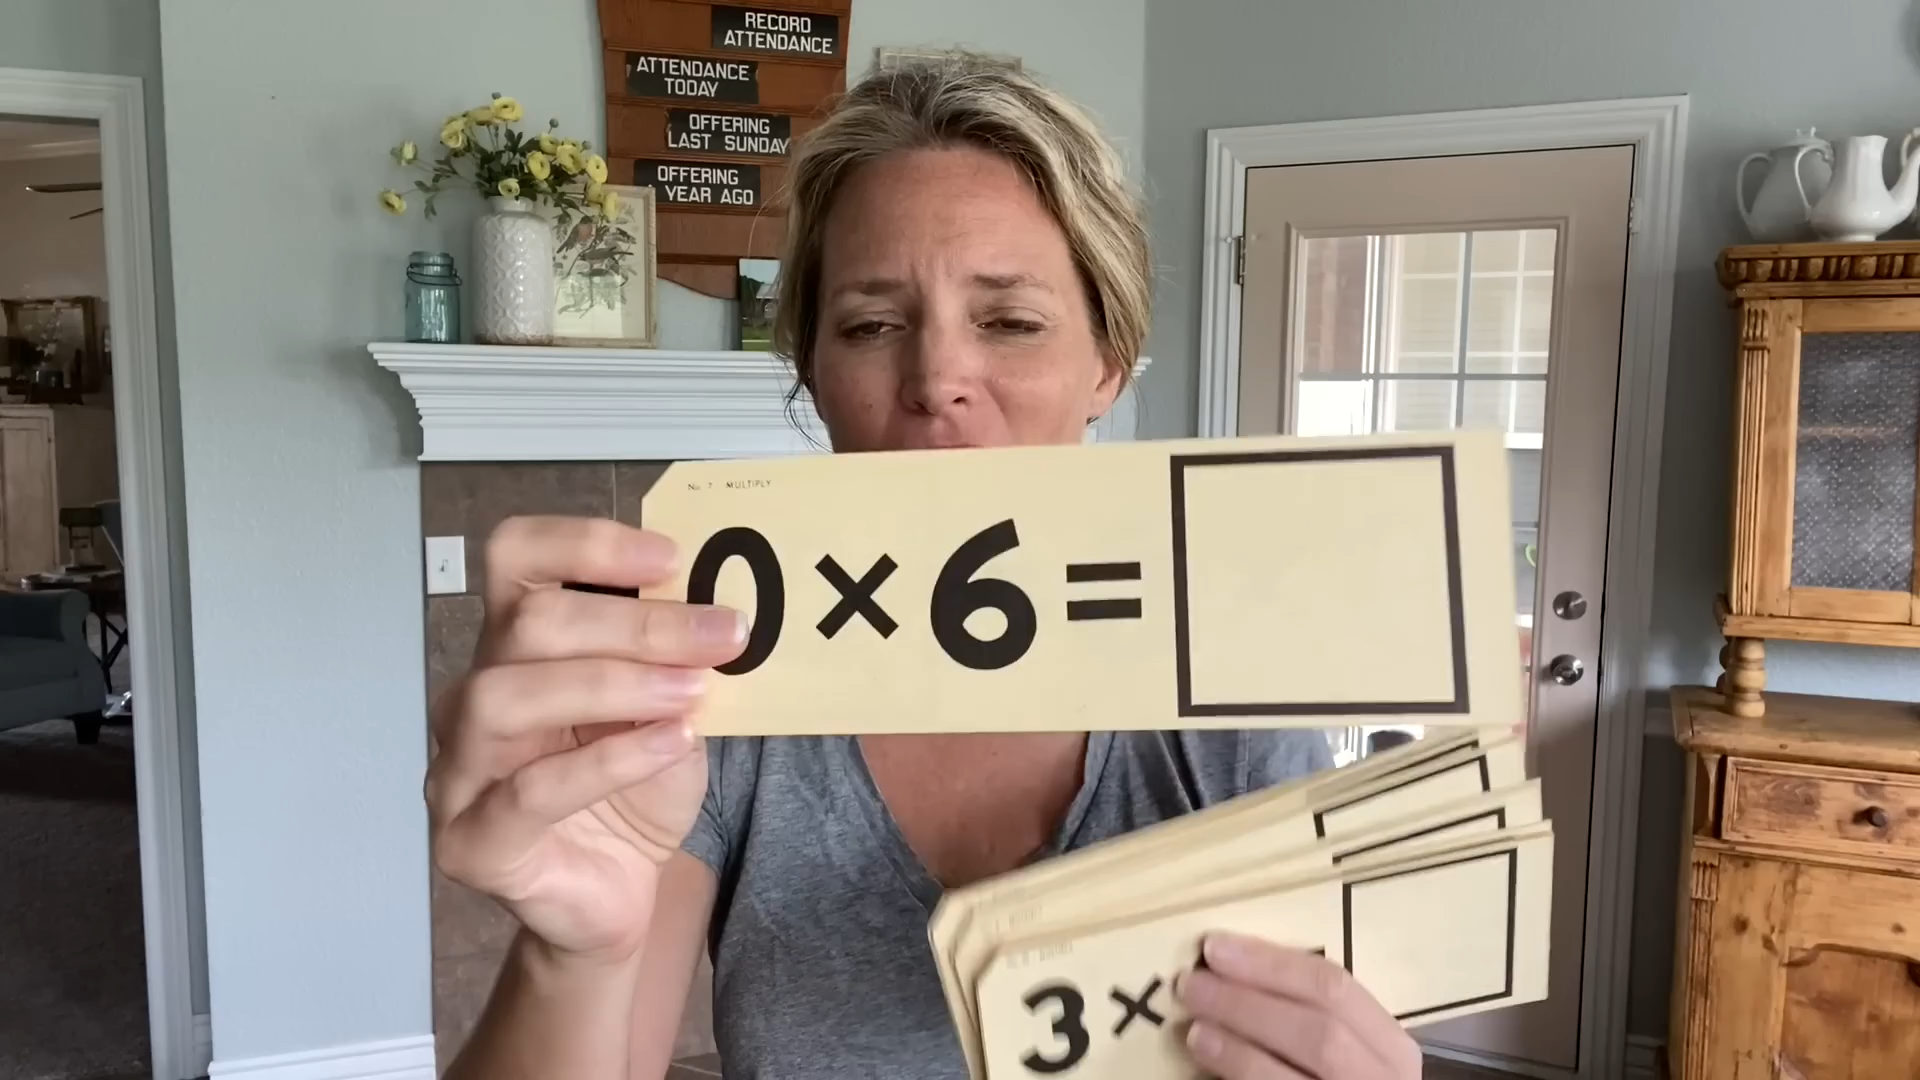 RECORD
ATTENDANCE
ATTENDANCE
TODAY
OFFERING
LAST SUNDAY
OFFERING
YEAR AGO
No. 7 MULTIPLY
0×6=
3×